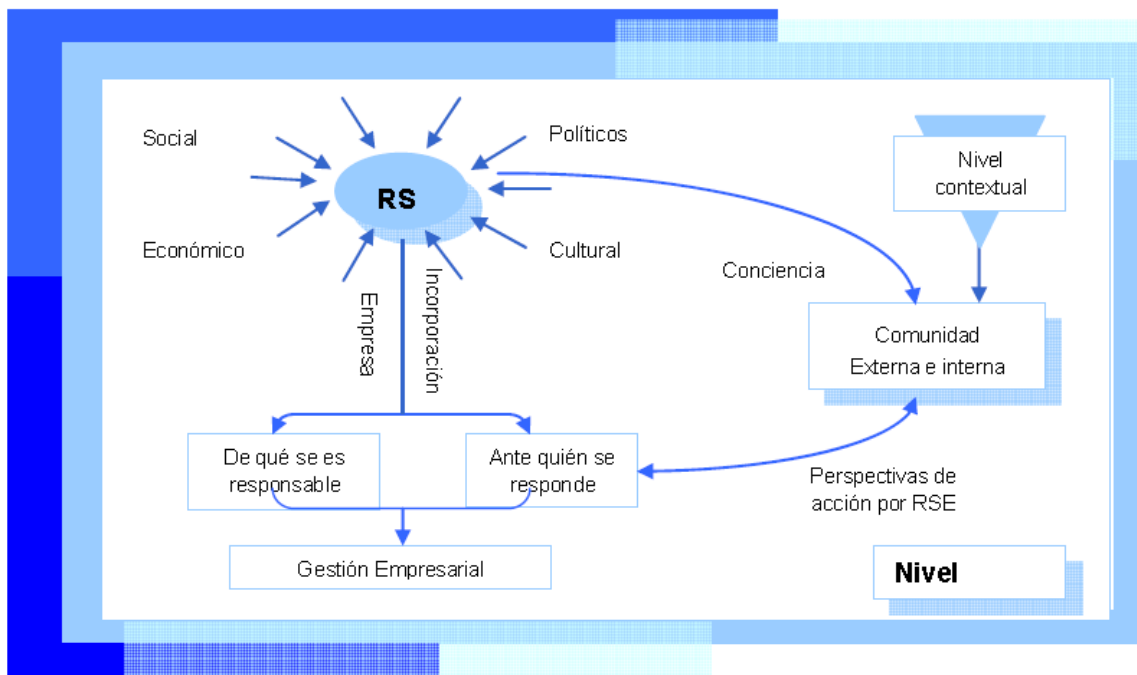 Social
Políticos
RS
Económico
Cultural
Nivel
contextual
Conciencia
Empresa
Incorporación
Comunidad
Externa e interna
De qué se es
responsable
Ante quién se
responde
Perspectivas de
acción por RSE
Gestión Empresarial
Nivel